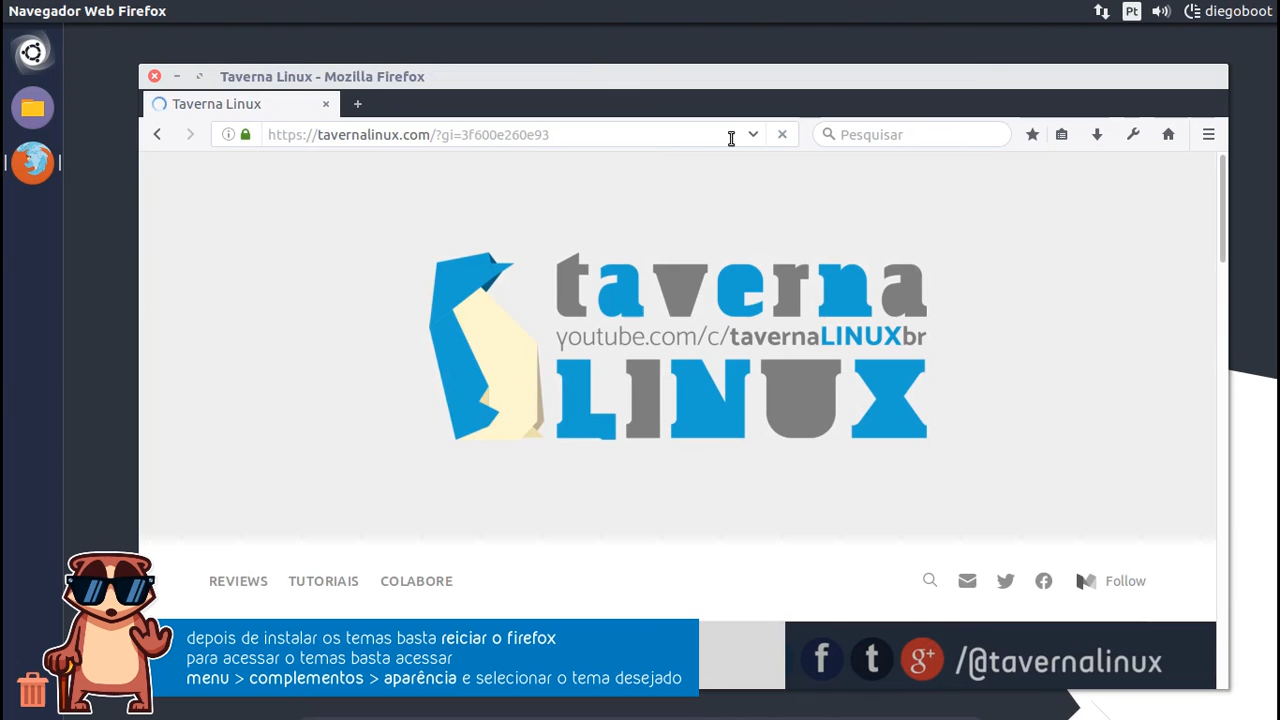 Navegador Web Firefox
Pt
diegoboot
Taverna Linux - Mozilla Firefox
Taverna Linux
https://tavernalinux.com/?gi=3f600e260e93
Pesquisar
taverna
youtube.com/c/tavernaLINUXbr
LINUX
REVIEWS TUTORIAIS COLABORE
Follow
depois de instalar os temas basta reiciar o firefox
para acessar o temas basta acessar
menu > complementos > aparência e selecionar o tema desejado
f t g+ /@tavernalinux